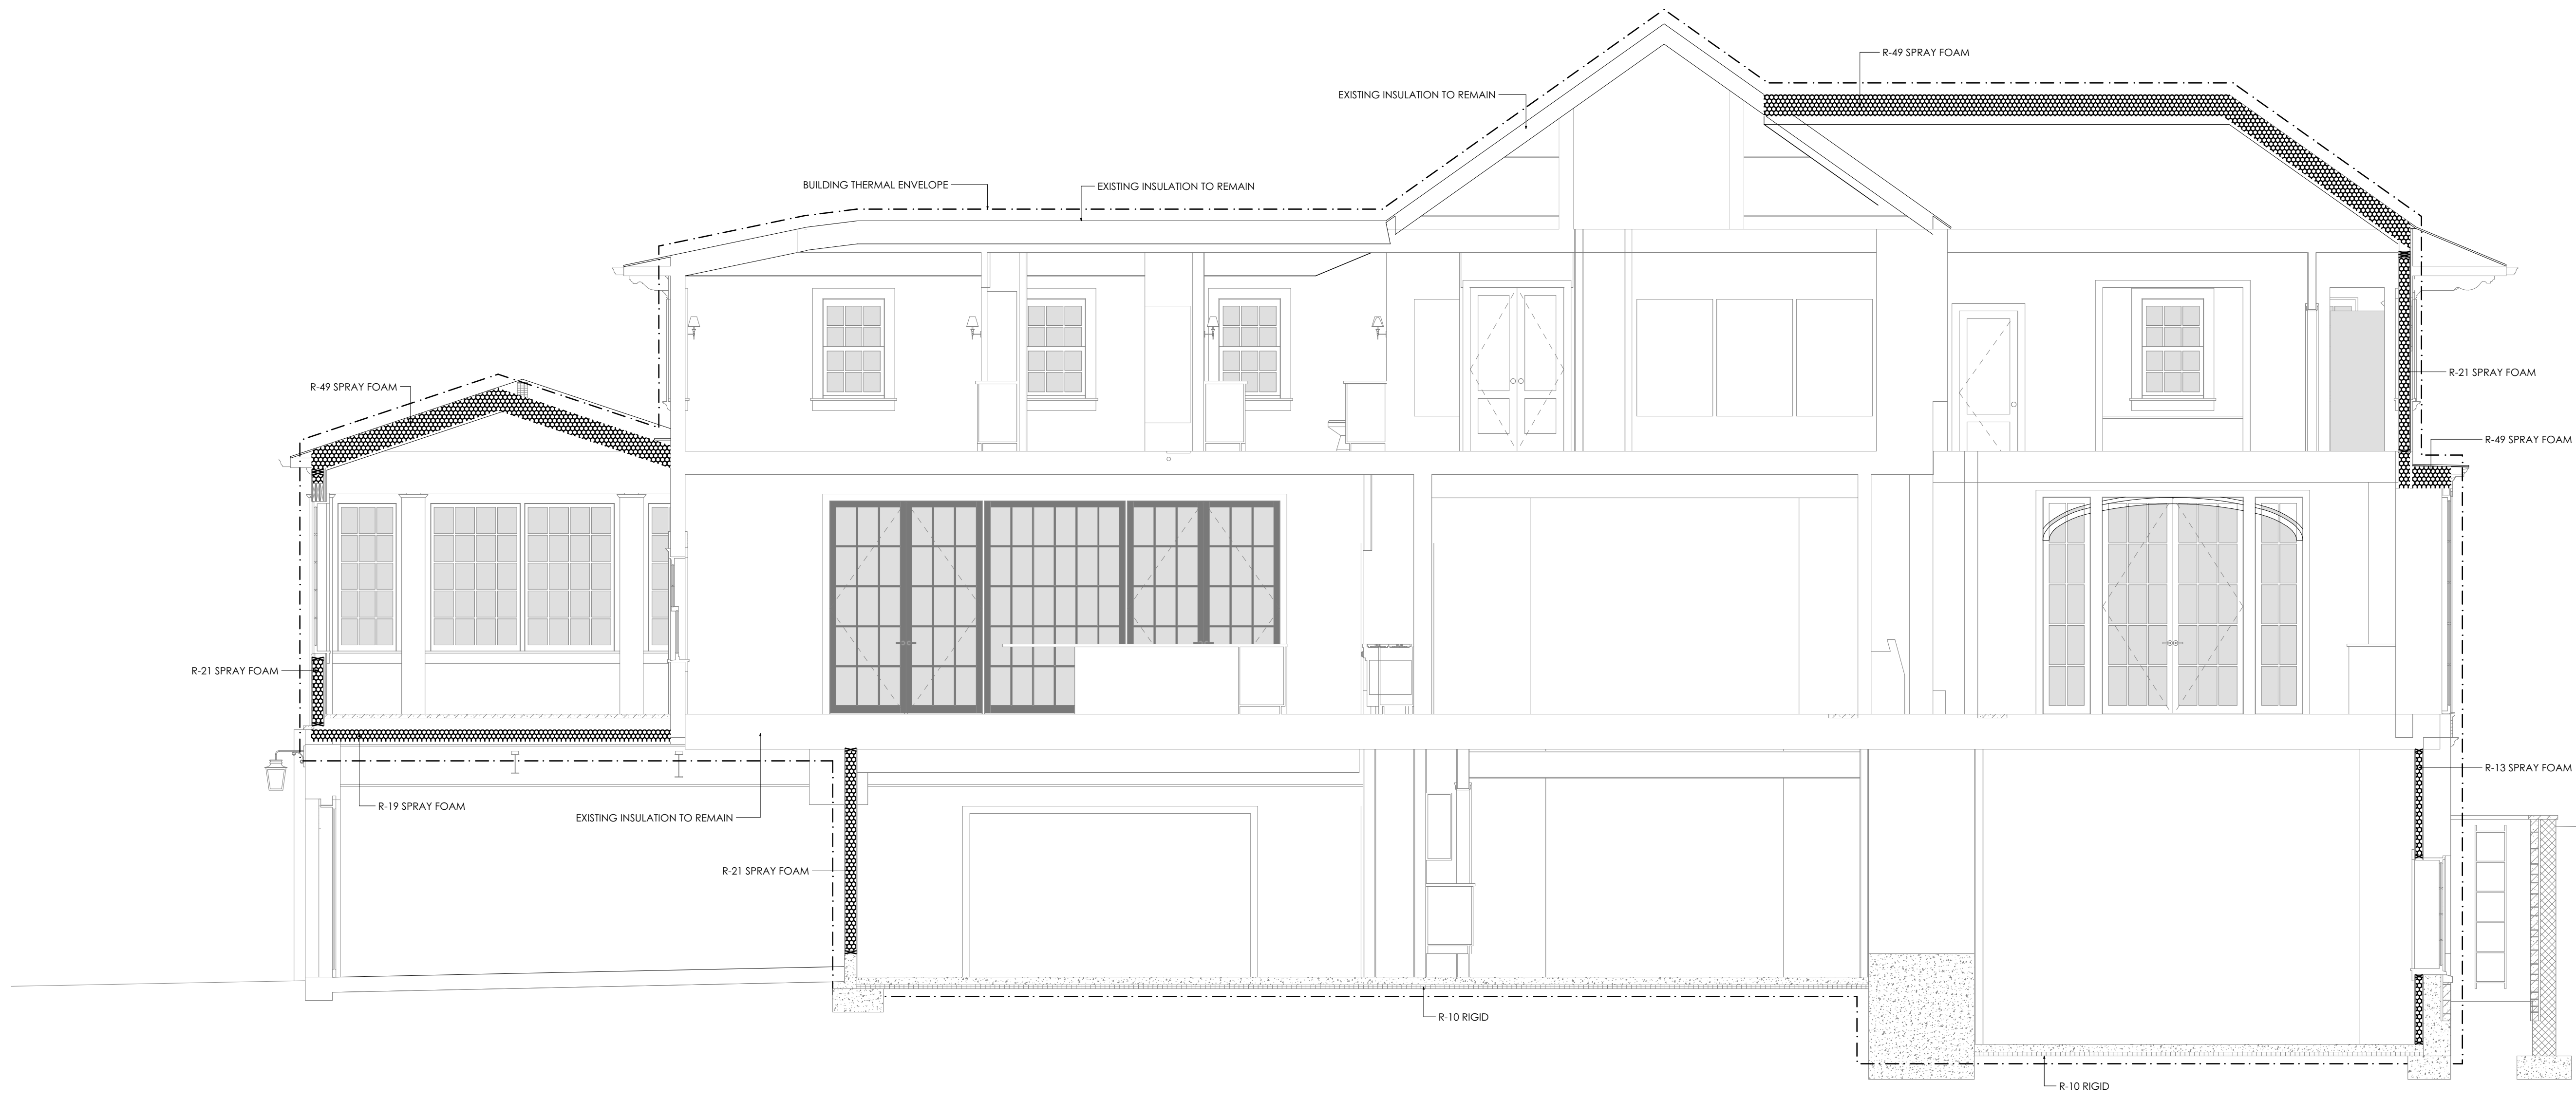 R-49 SPRAY FOAM
EXISTING INSULATION TO REMAIN
BUILDING THERMAL ENVELOPE
EXISTING INSULATION TO REMAIN
R-49 SPRAY FOAM
R-21 SPRAY FOAM
R-49 SPRAY FOAM
R-21 SPRAY FOAM
R-13 SPRAY FOAM
R-19 SPRAY FOAM
EXISTING INSULATION TO REMAIN
R-21 SPRAY FOAM
R-10 RIGID
R-10 RIGID